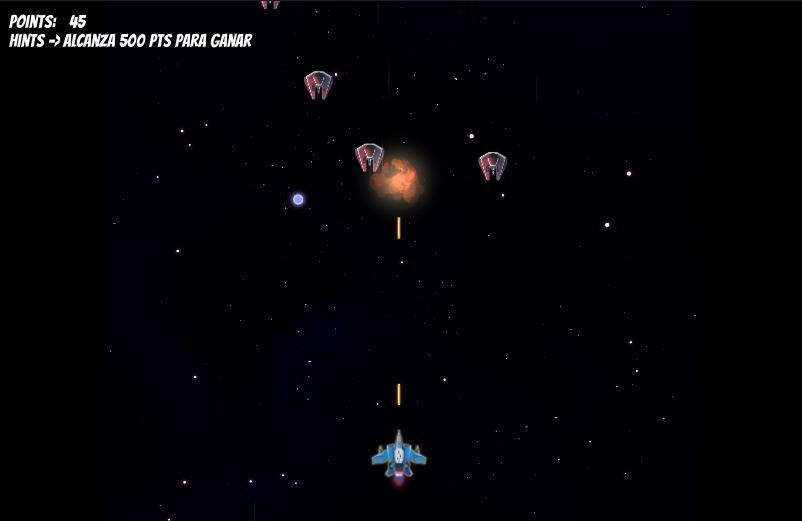 POINTS: 45
HINTS -> ALCANZA 500 PTS PARA GANAR